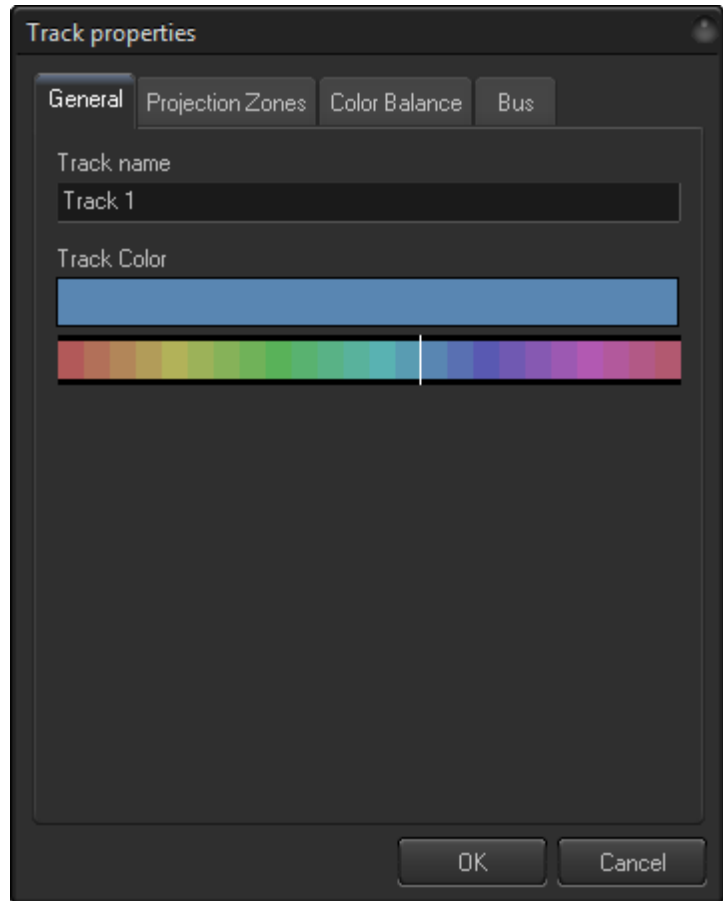 Track properties
General Projection Zones Color Balance Bus
Track name
Track 1
Track Color
OK Cancel